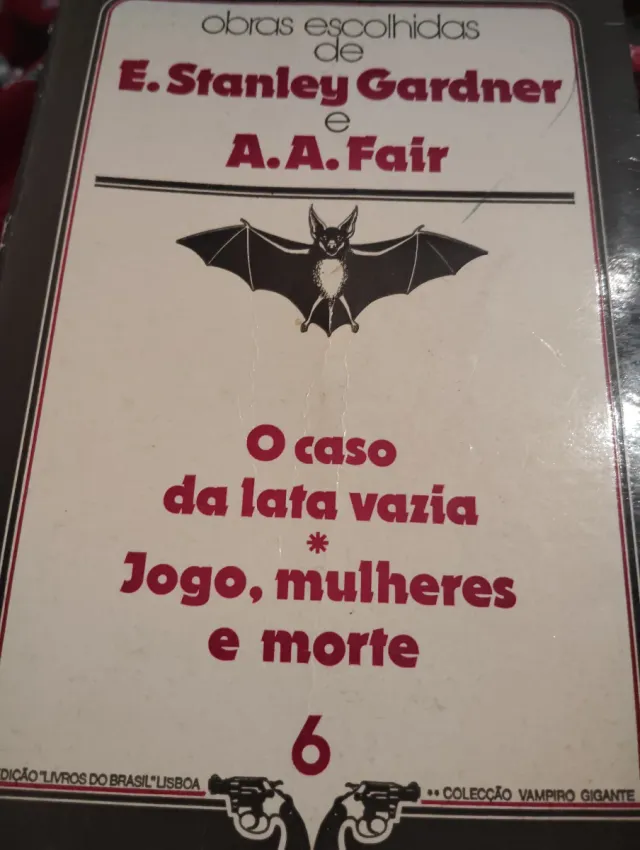 obras escolhidas
de
E. Stanley Gardner
e
A. A. Fair
O caso
da lata vazia
*
Jogo, mulheres
e morte
6
DIÇÃO "LIVROS DO BRASIL" LISBOA
** COLECÇÃO VAMPIRO GIGANTE